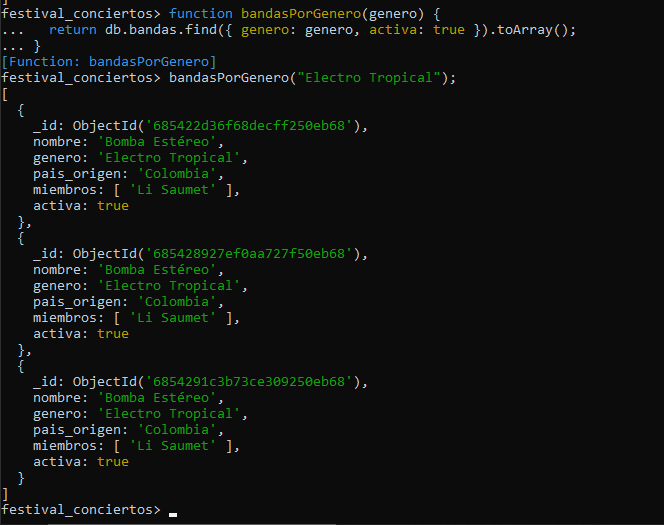 ]
festival_conciertos> function bandasPorGenero(genero) {
...   return db.bandas.find({ genero: genero, activa: true }).toArray();
... }
[Function: bandasPorGenero]
festival_conciertos> bandasPorGenero("Electro Tropical");
[
  {
    _id: ObjectId('685422d36f68decff250eb68'),
    nombre: 'Bomba Estéreo',
    genero: 'Electro Tropical',
    pais_origen: 'Colombia',
    miembros: [ 'Li Saumet' ],
    activa: true
  },
  {
    _id: ObjectId('685428927ef0aa727f50eb68'),
    nombre: 'Bomba Estéreo',
    genero: 'Electro Tropical',
    pais_origen: 'Colombia',
    miembros: [ 'Li Saumet' ],
    activa: true
  },
  {
    _id: ObjectId('6854291c3b73ce309250eb68'),
    nombre: 'Bomba Estéreo',
    genero: 'Electro Tropical',
    pais_origen: 'Colombia',
    miembros: [ 'Li Saumet' ],
    activa: true
  }
]
festival_conciertos>